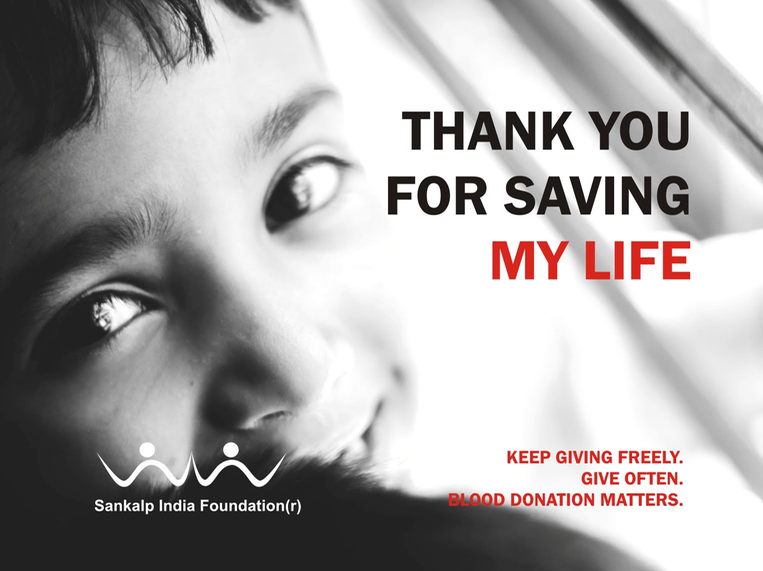 THANK YOU
FOR SAVING
MY LIFE
KEEP GIVING FREELY.
GIVE OFTEN.
BLOOD DONATION MATTERS.
Sankalp India Foundation(r)